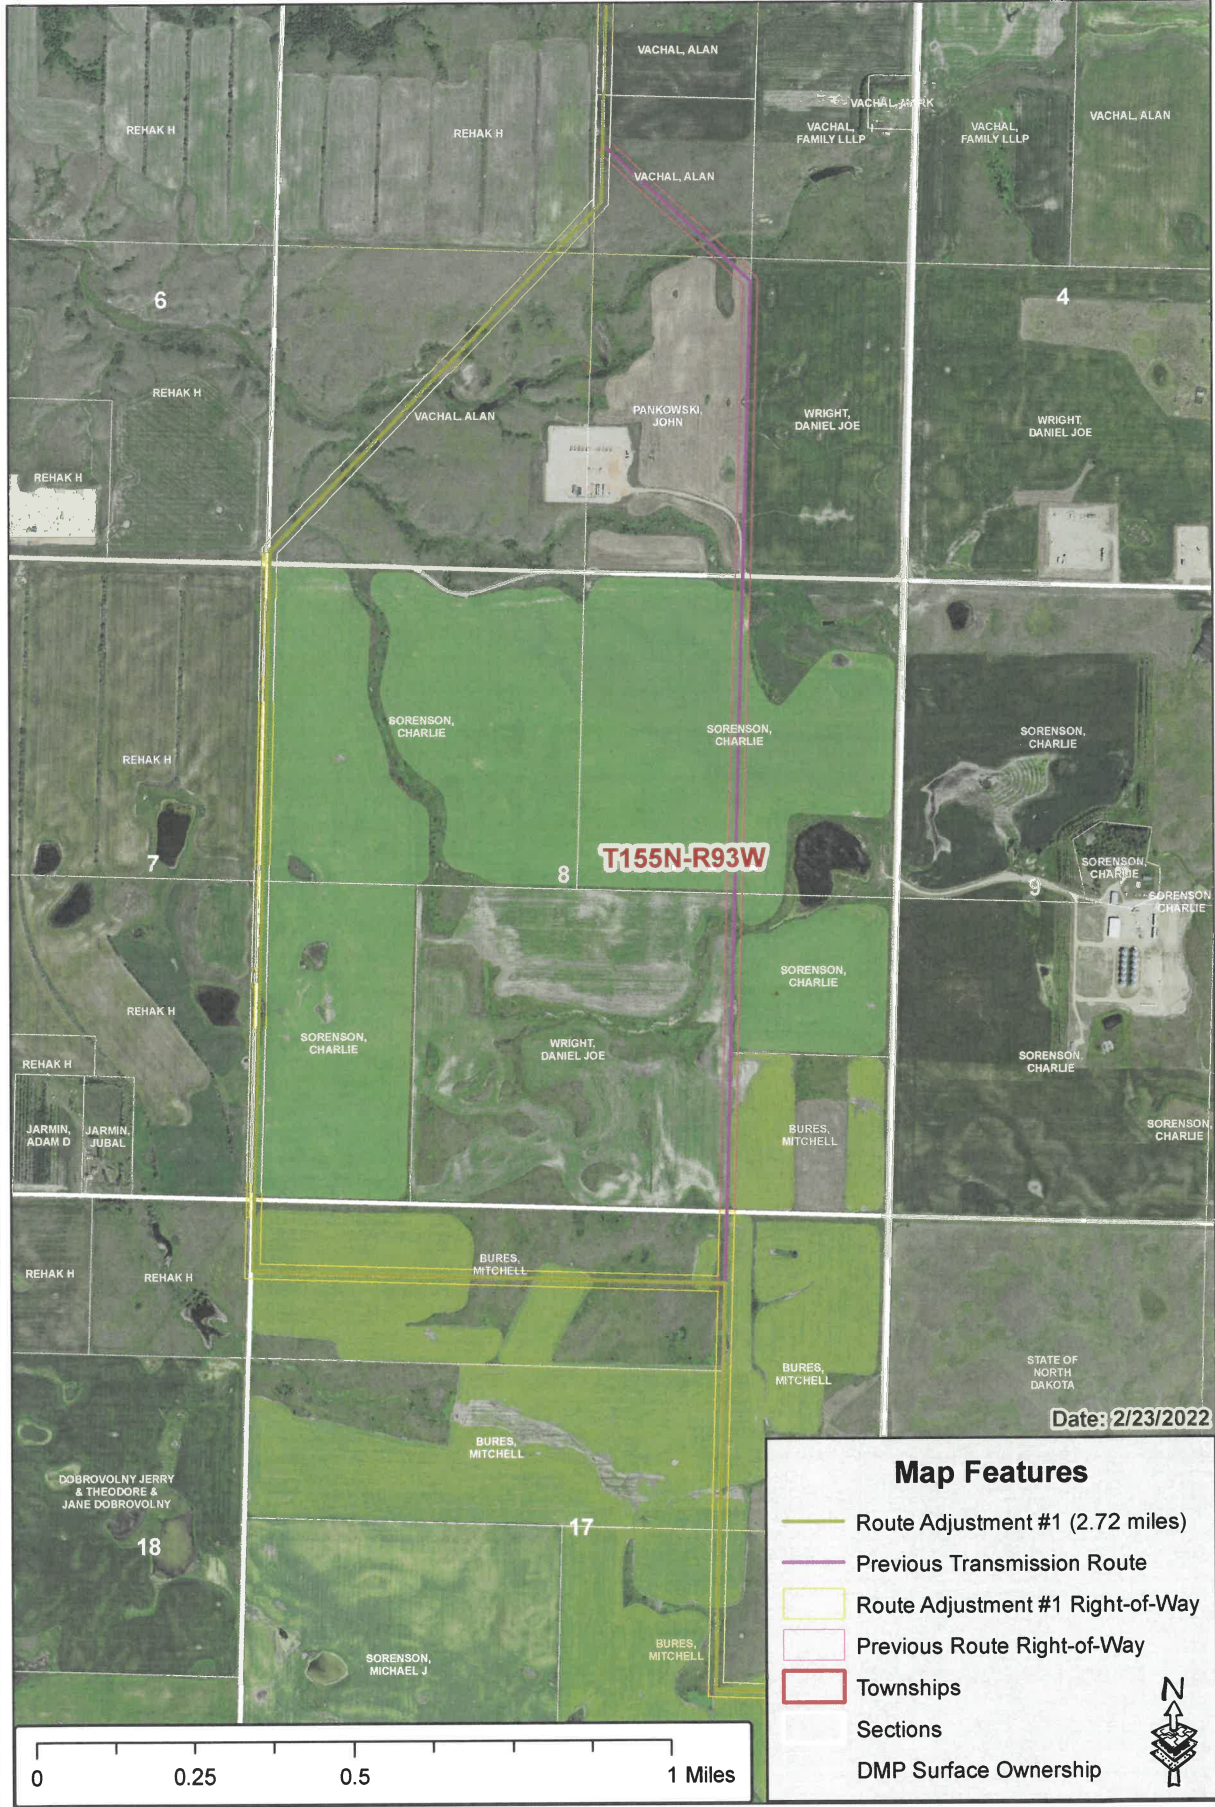 VACHAL, ALAN
VACHAL, MARK
REHAK H
REHAK H
VACHAL,
FAMILY LLLP
VACHAL,
FAMILY LLLP
VACHAL, ALAN
VACHAL, ALAN
6
4
REHAK H
VACHAL, ALAN
PANKOWSKI,
JOHN
WRIGHT,
DANIEL JOE
WRIGHT,
DANIEL JOE
REHAK H
SORENSON,
CHARLIE
SORENSON,
CHARLIE
SORENSON,
CHARLIE
REHAK H
T155N-R93W
7
8
9
SORENSON,
CHARLIE
SORENSON
CHARLIE
SORENSON,
CHARLIE
REHAK H
SORENSON,
CHARLIE
WRIGHT,
DANIEL JOE
SORENSON,
CHARLIE
REHAK H
JARMIN,
ADAM D
JARMIN,
JUBAL
BURES,
MITCHELL
SORENSON,
CHARLIE
REHAK H
REHAK H
BURES,
MITCHELL
BURES,
MITCHELL
STATE OF
NORTH
DAKOTA
Date: 2/23/2022
BURES,
MITCHELL
DOBROVOLNY JERRY
& THEODORE &
JANE DOBROVOLNY
18
17
SORENSON,
MICHAEL J
BURES,
MITCHELL
Map Features
Route Adjustment #1 (2.72 miles)
Previous Transmission Route
Route Adjustment #1 Right-of-Way
Previous Route Right-of-Way
Townships
Sections
DMP Surface Ownership
N
0 0.25 0.5 1 Miles